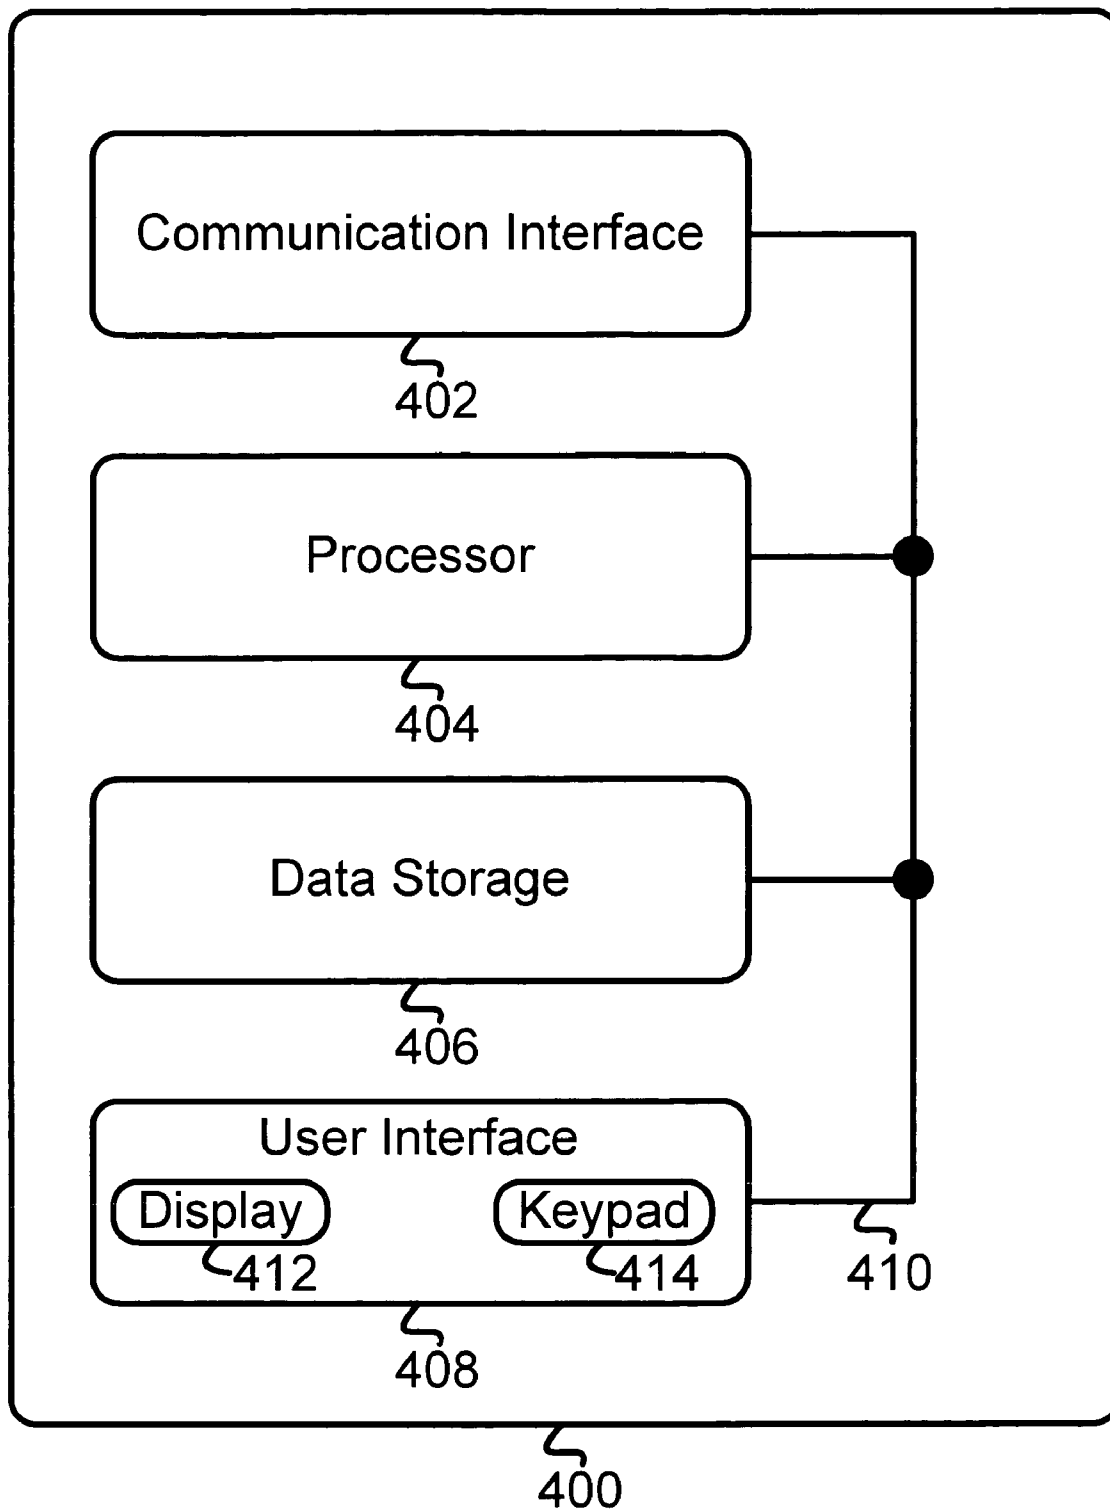 Communication Interface
402
Processor
404
Data Storage
406
User Interface
Display
Keypad
412
414
410
408
400